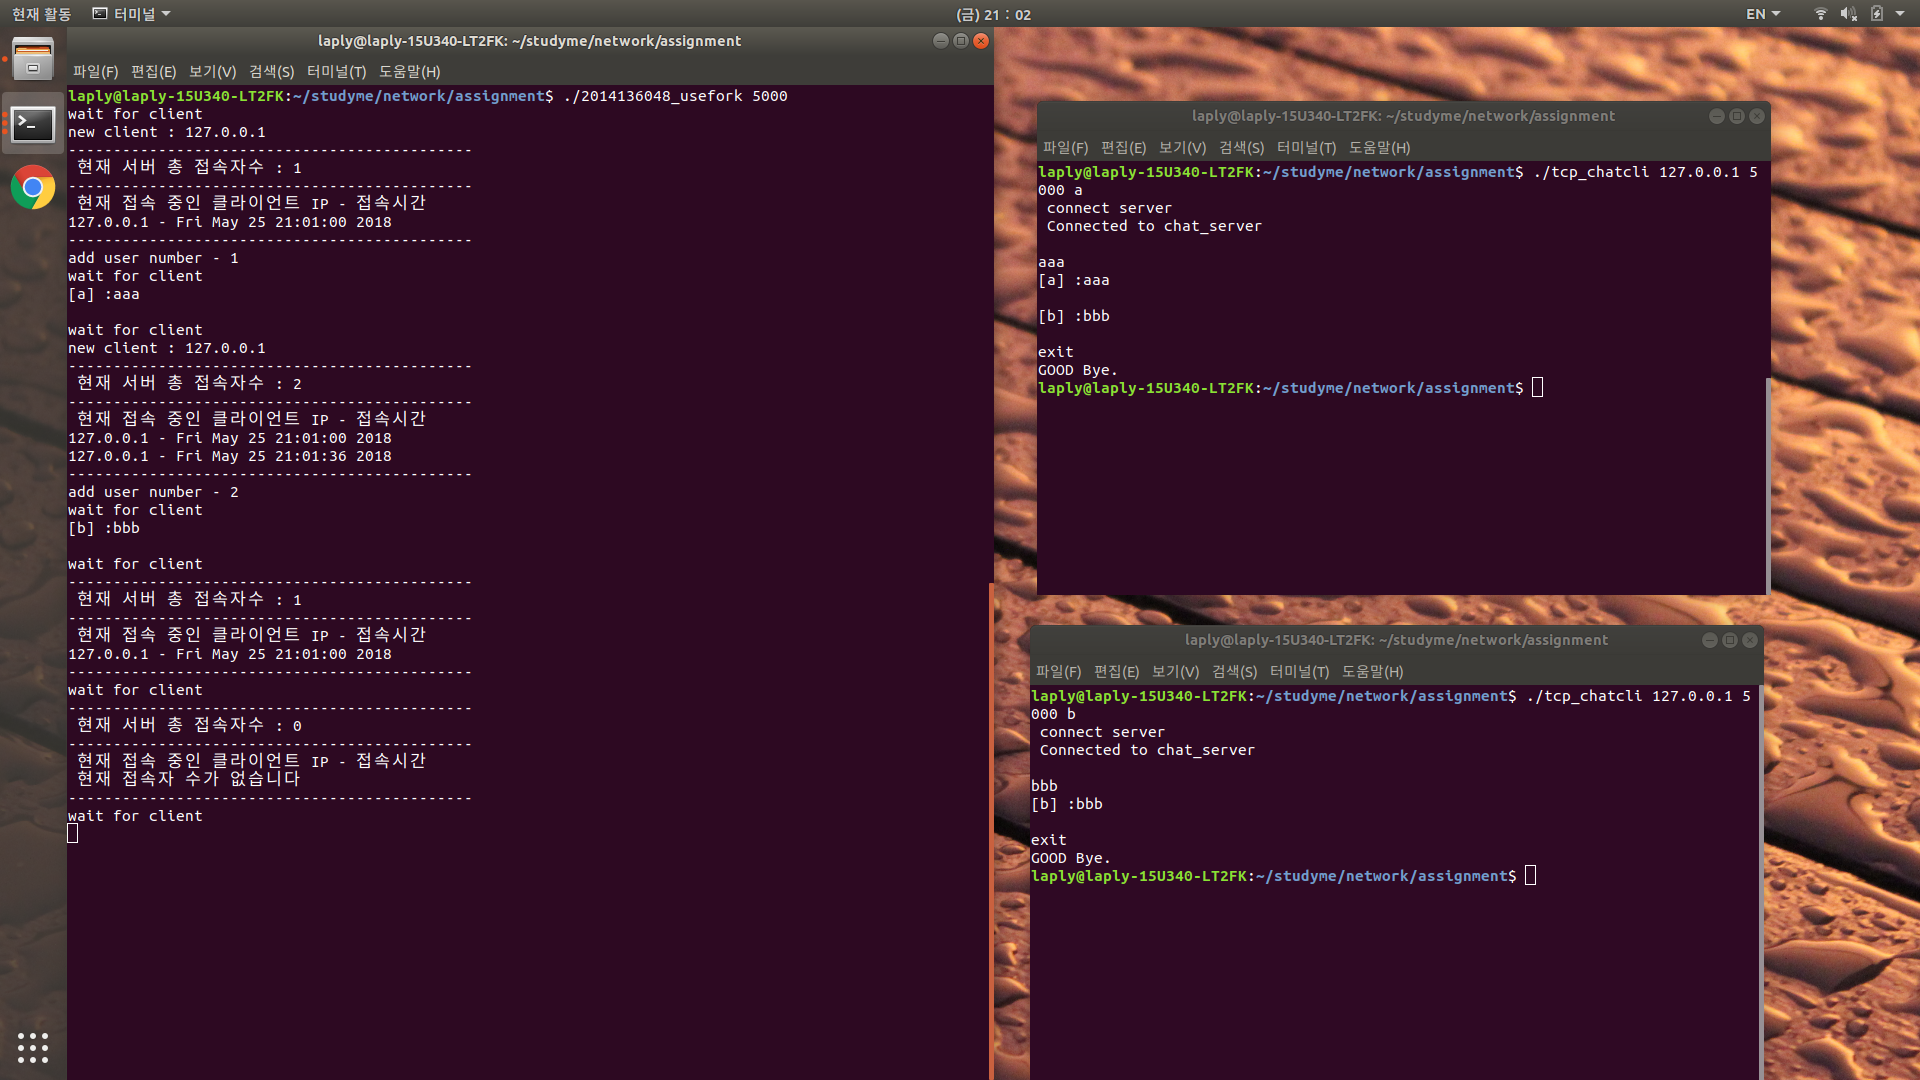 현재 활동 터미널 (금) 21 : 02 EN
laply@laply-15U340-LT2FK: ~/studyme/network/assignment
파일(F) 편집(E) 보기(V) 검색(S) 터미널(T) 도움말(H)
laply@laply-15U340-LT2FK:~/studyme/network/assignment$ ./2014136048_usefork 5000
wait for client
new client : 127.0.0.1
---------------------------------------------
현재 서버 총 접속자수 : 1
---------------------------------------------
현재 접속 중인 클라이언트 IP - 접속시간
127.0.0.1 - Fri May 25 21:01:00 2018
---------------------------------------------
add user number - 1
wait for client
[a] :aaa
wait for client
new client : 127.0.0.1
---------------------------------------------
현재 서버 총 접속자수 : 2
---------------------------------------------
현재 접속 중인 클라이언트 IP - 접속시간
127.0.0.1 - Fri May 25 21:01:00 2018
127.0.0.1 - Fri May 25 21:01:36 2018
---------------------------------------------
add user number - 2
wait for client
[b] :bbb
wait for client
---------------------------------------------
현재 서버 총 접속자수 : 1
---------------------------------------------
현재 접속 중인 클라이언트 IP - 접속시간
127.0.0.1 - Fri May 25 21:01:00 2018
---------------------------------------------
wait for client
---------------------------------------------
현재 서버 총 접속자수 : 0
---------------------------------------------
현재 접속 중인 클라이언트 IP - 접속시간
현재 접속자 수가 없습니다
---------------------------------------------
wait for client
laply@laply-15U340-LT2FK: ~/studyme/network/assignment
파일(F) 편집(E) 보기(V) 검색(S) 터미널(T) 도움말(H)
laply@laply-15U340-LT2FK:~/studyme/network/assignment$ ./tcp_chatcli 127.0.0.1 5
000 a
connect server
Connected to chat_server
aaa
[a] :aaa
[b] :bbb
exit
GOOD Bye.
laply@laply-15U340-LT2FK:~/studyme/network/assignment$
laply@laply-15U340-LT2FK: ~/studyme/network/assignment
파일(F) 편집(E) 보기(V) 검색(S) 터미널(T) 도움말(H)
laply@laply-15U340-LT2FK:~/studyme/network/assignment$ ./tcp_chatcli 127.0.0.1 5
000 b
connect server
Connected to chat_server
bbb
[b] :bbb
exit
GOOD Bye.
laply@laply-15U340-LT2FK:~/studyme/network/assignment$